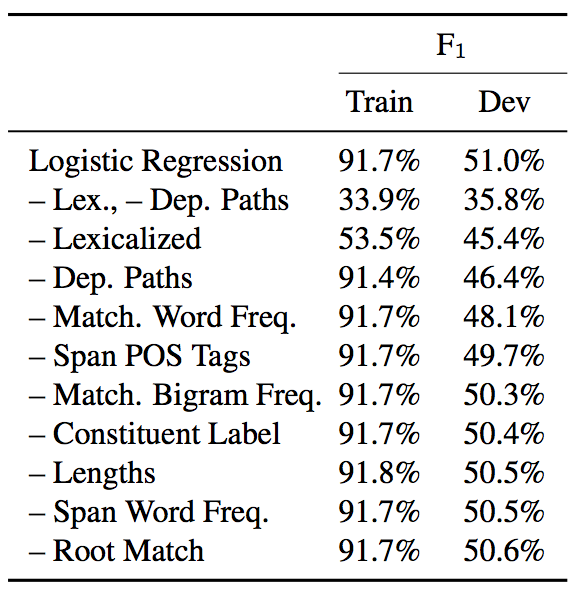 F1
Train Dev
Logistic Regression 91.7% 51.0%
– Lex., – Dep. Paths 33.9% 35.8%
– Lexicalized 53.5% 45.4%
– Dep. Paths 91.4% 46.4%
– Match. Word Freq. 91.7% 48.1%
– Span POS Tags 91.7% 49.7%
– Match. Bigram Freq. 91.7% 50.3%
– Constituent Label 91.7% 50.4%
– Lengths 91.8% 50.5%
– Span Word Freq. 91.7% 50.5%
– Root Match 91.7% 50.6%